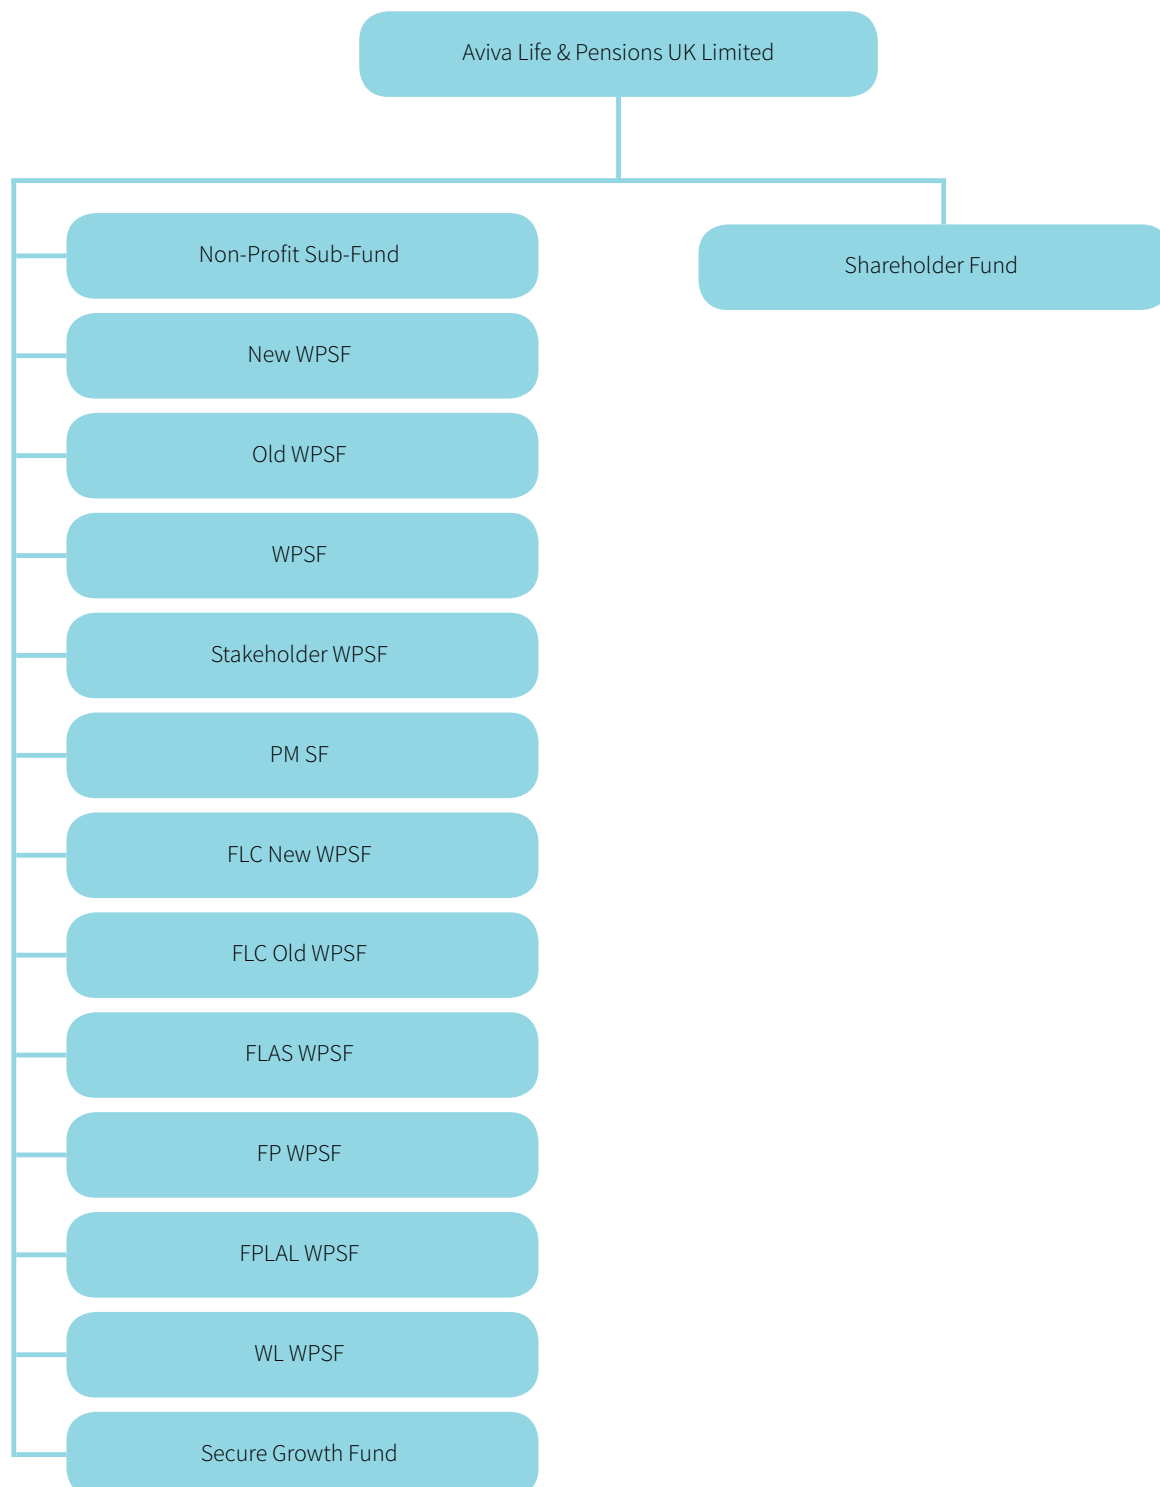 Aviva Life & Pensions UK Limited
Non-Profit Sub-Fund
Shareholder Fund
New WPSF
Old WPSF
WPSF
Stakeholder WPSF
PM SF
FLC New WPSF
FLC Old WPSF
FLAS WPSF
FP WPSF
FPLAL WPSF
WL WPSF
Secure Growth Fund